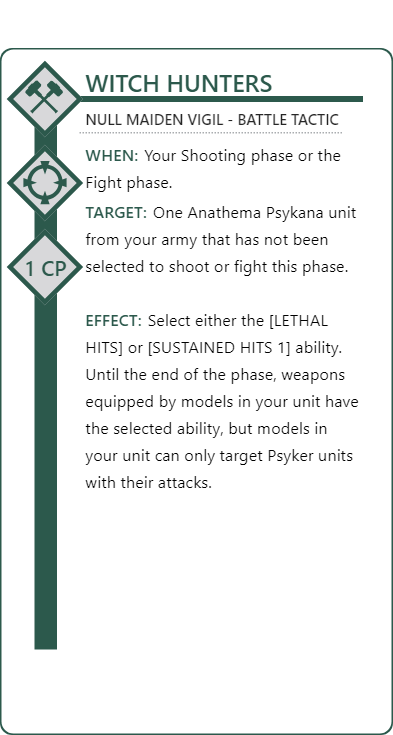 WITCH HUNTERS
NULL MAIDEN VIGIL - BATTLE TACTIC
WHEN: Your Shooting phase or the
Fight phase.
TARGET: One Anathema Psykana unit
from your army that has not been
selected to shoot or fight this phase.
1 CP
EFFECT: Select either the [LETHAL
HITS] or [SUSTAINED HITS 1] ability.
Until the end of the phase, weapons
equipped by models in your unit have
the selected ability, but models in
your unit can only target Psyker units
with their attacks.